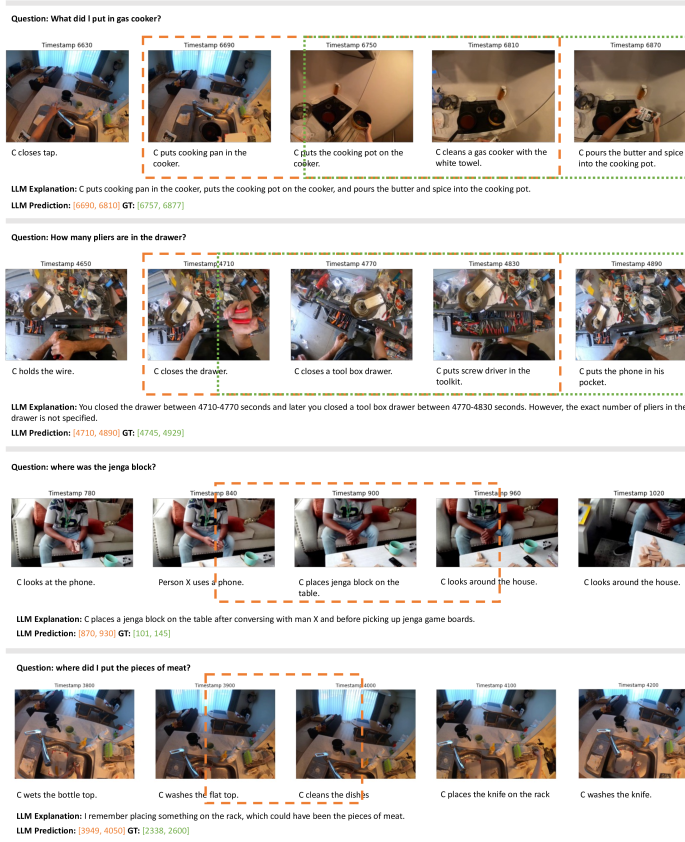 Question: What did I put in gas cooker?
Timestamp 6630 Timestamp 6690 Timestamp 6750 Timestamp 6810 Timestamp 6870
C closes tap. C puts cooking pan in the C puts the cooking pot on the C cleans a gas cooker with the C pours the butter and spice
cooker. cooker. white towel. into the cooking pot.
LLM Explanation: C puts cooking pan in the cooker, puts the cooking pot on the cooker, and pours the butter and spice into the cooking pot.
LLM Prediction: [6690, 6810] GT: [6757, 6877]
Question: How many pliers are in the drawer?
Timestamp 4650 Timestamp 4710 Timestamp 4770 Timestamp 4830 Timestamp 4890
C holds the wire. C closes the drawer. C closes a tool box drawer. C puts screw driver in the C puts the phone in his
toolkit. pocket.
LLM Explanation: You closed the drawer between 4710-4770 seconds and later you closed a tool box drawer between 4770-4830 seconds. However, the exact number of pliers in the
drawer is not specified.
LLM Prediction: [4710, 4890] GT: [4745, 4929]
Question: where was the jenga block?
Timestamp 780 Timestamp 840 Timestamp 900 Timestamp 960 Timestamp 1020
C looks at the phone. Person X uses a phone. C places jenga block on the C looks around the house. C looks around the house.
table.
LLM Explanation: C places a jenga block on the table after conversing with man X and before picking up jenga game boards.
LLM Prediction: [870, 930] GT: [101, 145]
Question: where did I put the pieces of meat?
Timestamp 3800 Timestamp 3900 Timestamp 4000 Timestamp 4100 Timestamp 4200
C wets the bottle top. C washes the flat top. C cleans the dishes C places the knife on the rack C washes the knife.
LLM Explanation: I remember placing something on the rack, which could have been the pieces of meat.
LLM Prediction: [3949, 4050] GT: [2338, 2600]